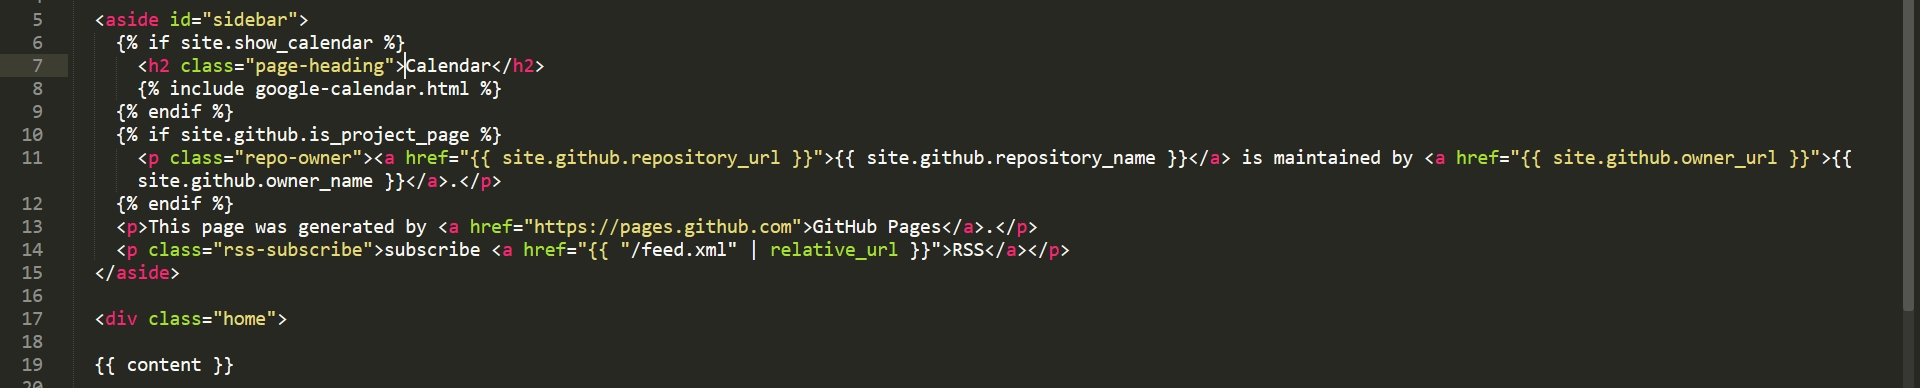 5 <aside id="sidebar">
6 {% if site.show_calendar %}
7 <h2 class="page-heading">Calendar</h2>
8 {% include google-calendar.html %}
9 {% endif %}
10 {% if site.github.is_project_page %}
11 <p class="repo-owner"><a href="{{ site.github.repository_url }}">{{ site.github.repository_name }}</a> is maintained by <a href="{{ site.github.owner_url }}">{{
site.github.owner_name }}</a>.</p>
12 {% endif %}
13 <p>This page was generated by <a href="https://pages.github.com">GitHub Pages</a>.</p>
14 <p class="rss-subscribe">subscribe <a href="{{ "/feed.xml" | relative_url }}">RSS</a></p>
15 </aside>
16
17 <div class="home">
18
19 {{ content }}
20